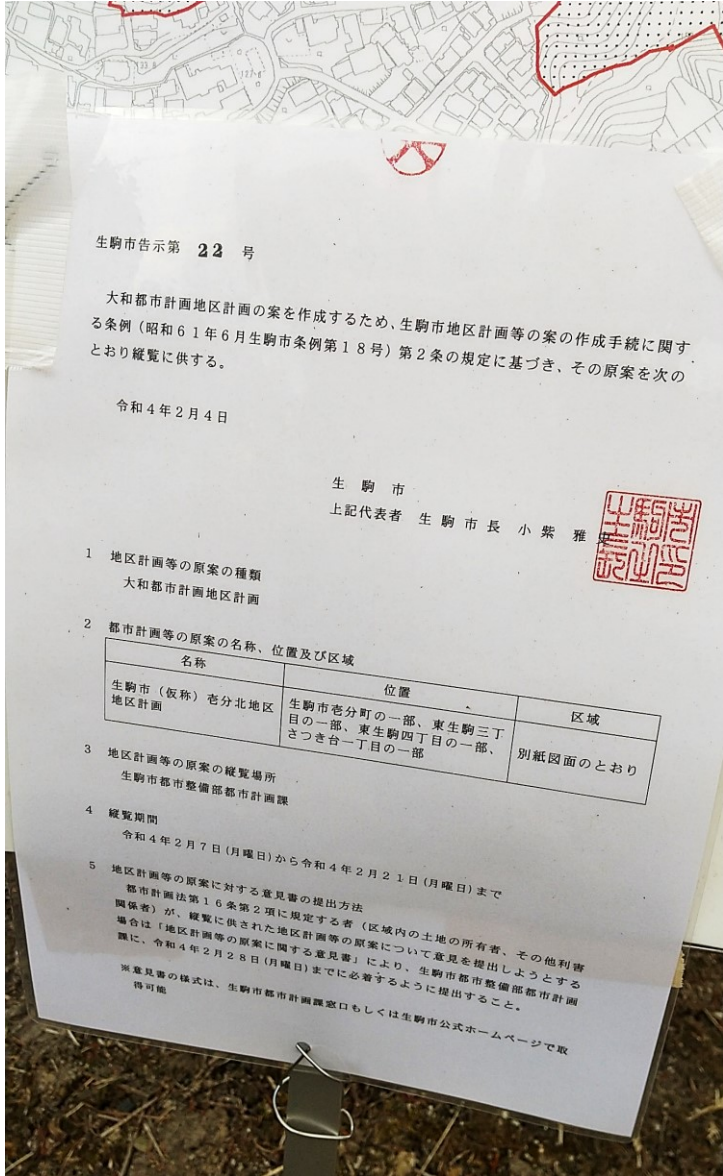 生駒市告示第 22 号
大和都市計画地区計画の案を作成するため、生駒市地区計画等の案の作成手続に関す
る条例(昭和61年6月生駒市条例第18号)第2条の規定に基づき、その原案を次の
とおり縦覧に供する。
令和4年2月4日
生 駒 市
上記代表者 生 駒 市 長 小 紫 雅 史
1 地区計画等の原案の種類
大和都市計画地区計画
2 都市計画等の原案の名称、位置及び区域
名称 位置 区域
生駒市(仮称)壱分北地区
地区計画
生駒市壱分町の一部、東生駒三丁
目の一部、東生駒四丁目の一部、
さつき台一丁目の一部
別紙図面のとおり
3 地区計画等の原案の縦覧場所
生駒市都市整備部都市計画課
4 縦覧期間
令和4年2月7日(月曜日)から令和4年2月21日(月曜日)まで
5 地区計画等の原案に対する意見書の提出方法
都市計画法第16条第2項に規定する者(区域内の土地の所有者、その他利害
関係者)が、縦覧に供された地区計画等の原案について意見を提出しようとする
場合は「地区計画等の原案に関する意見書」により、生駒市都市整備部都市計画
課に、令和4年2月28日(月曜日)までに必着するように提出すること。
※意見書の様式は、生駒市都市計画課窓口もしくは生駒市公式ホームページで取
得可能